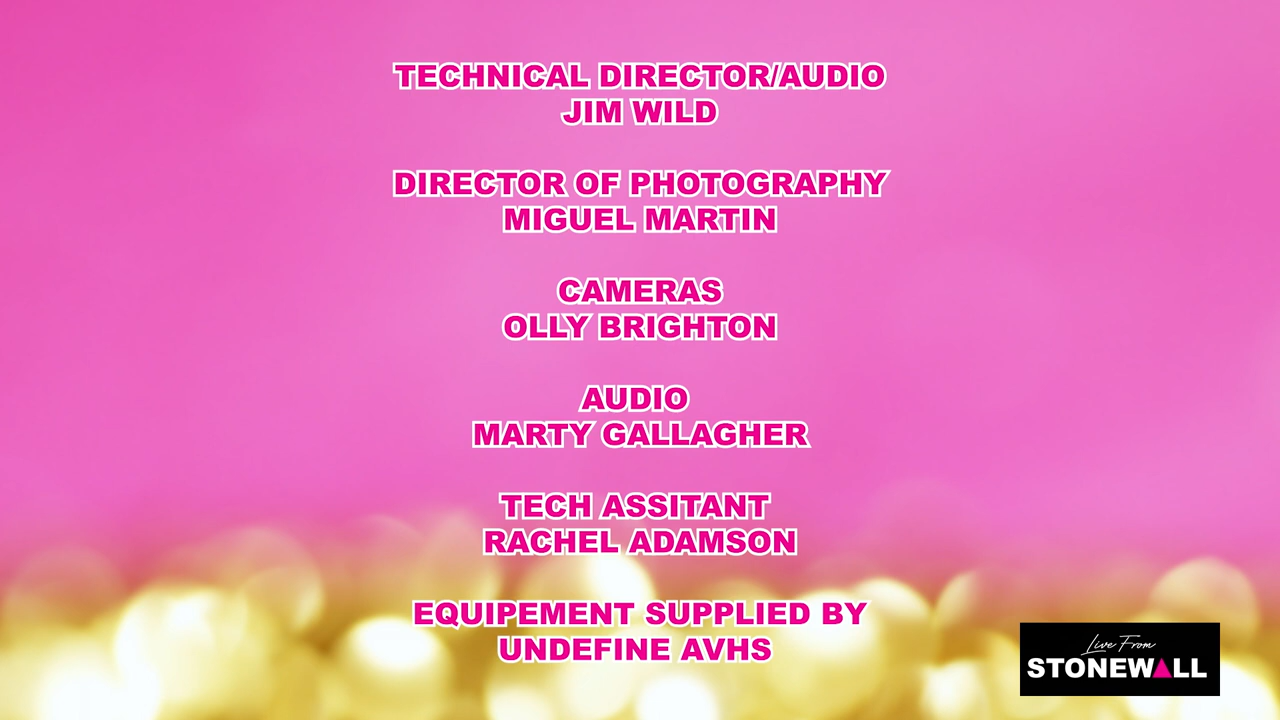 TECHNICAL DIRECTOR/AUDIO
JIM WILD
DIRECTOR OF PHOTOGRAPHY
MIGUEL MARTIN
CAMERAS
OLLY BRIGHTON
AUDIO
MARTY GALLAGHER
TECH ASSITANT
RACHEL ADAMSON
EQUIPEMENT SUPPLIED BY
UNDEFINE AVHS
Live From
STONEWALL